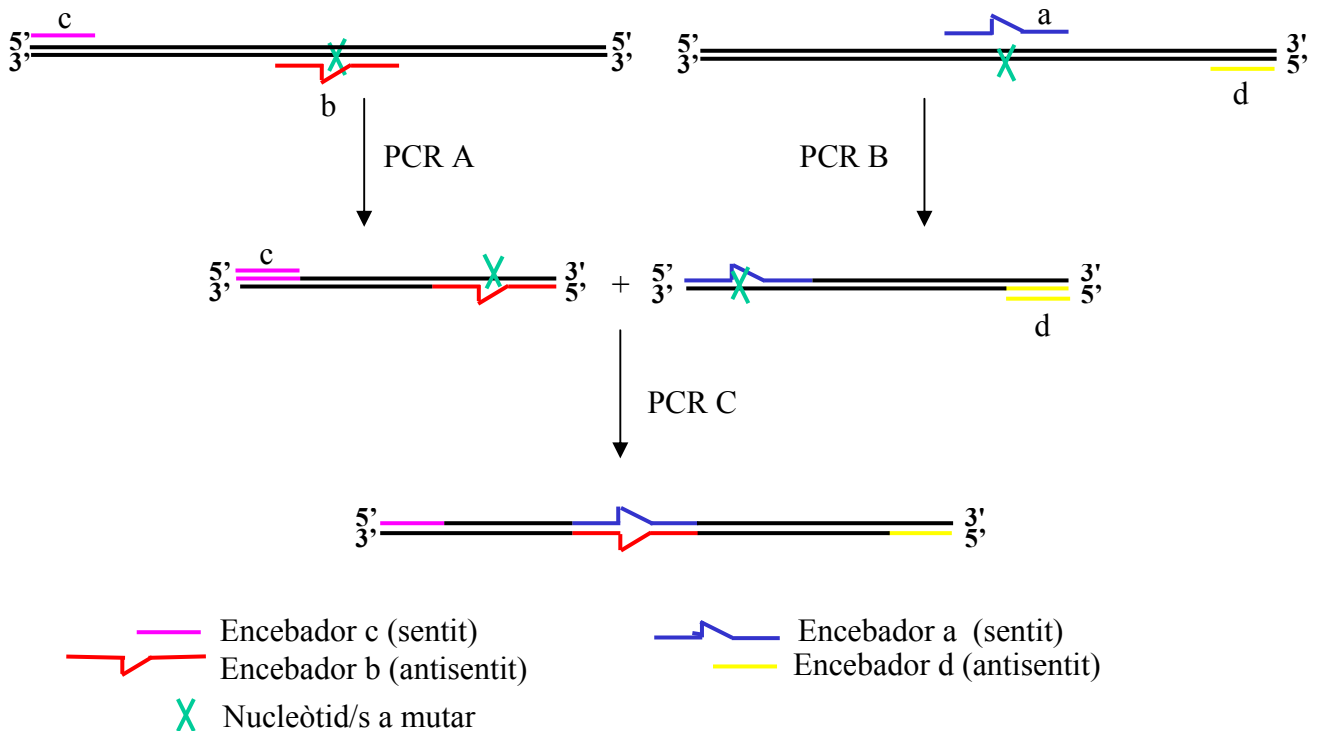 c
a
5’ 5'
3’ 3’
5’ 3’
3’ 5’
b
d
PCR A
PCR B
c
5’ 3’
3’ 5’
+
5’ 3’
3’ 5’
d
PCR C
5’ 3'
3’ 5’
Encebador c (sentit)
Encebador a (sentit)
Encebador b (antisentit)
Encebador d (antisentit)
Nucleòtid/s a mutar